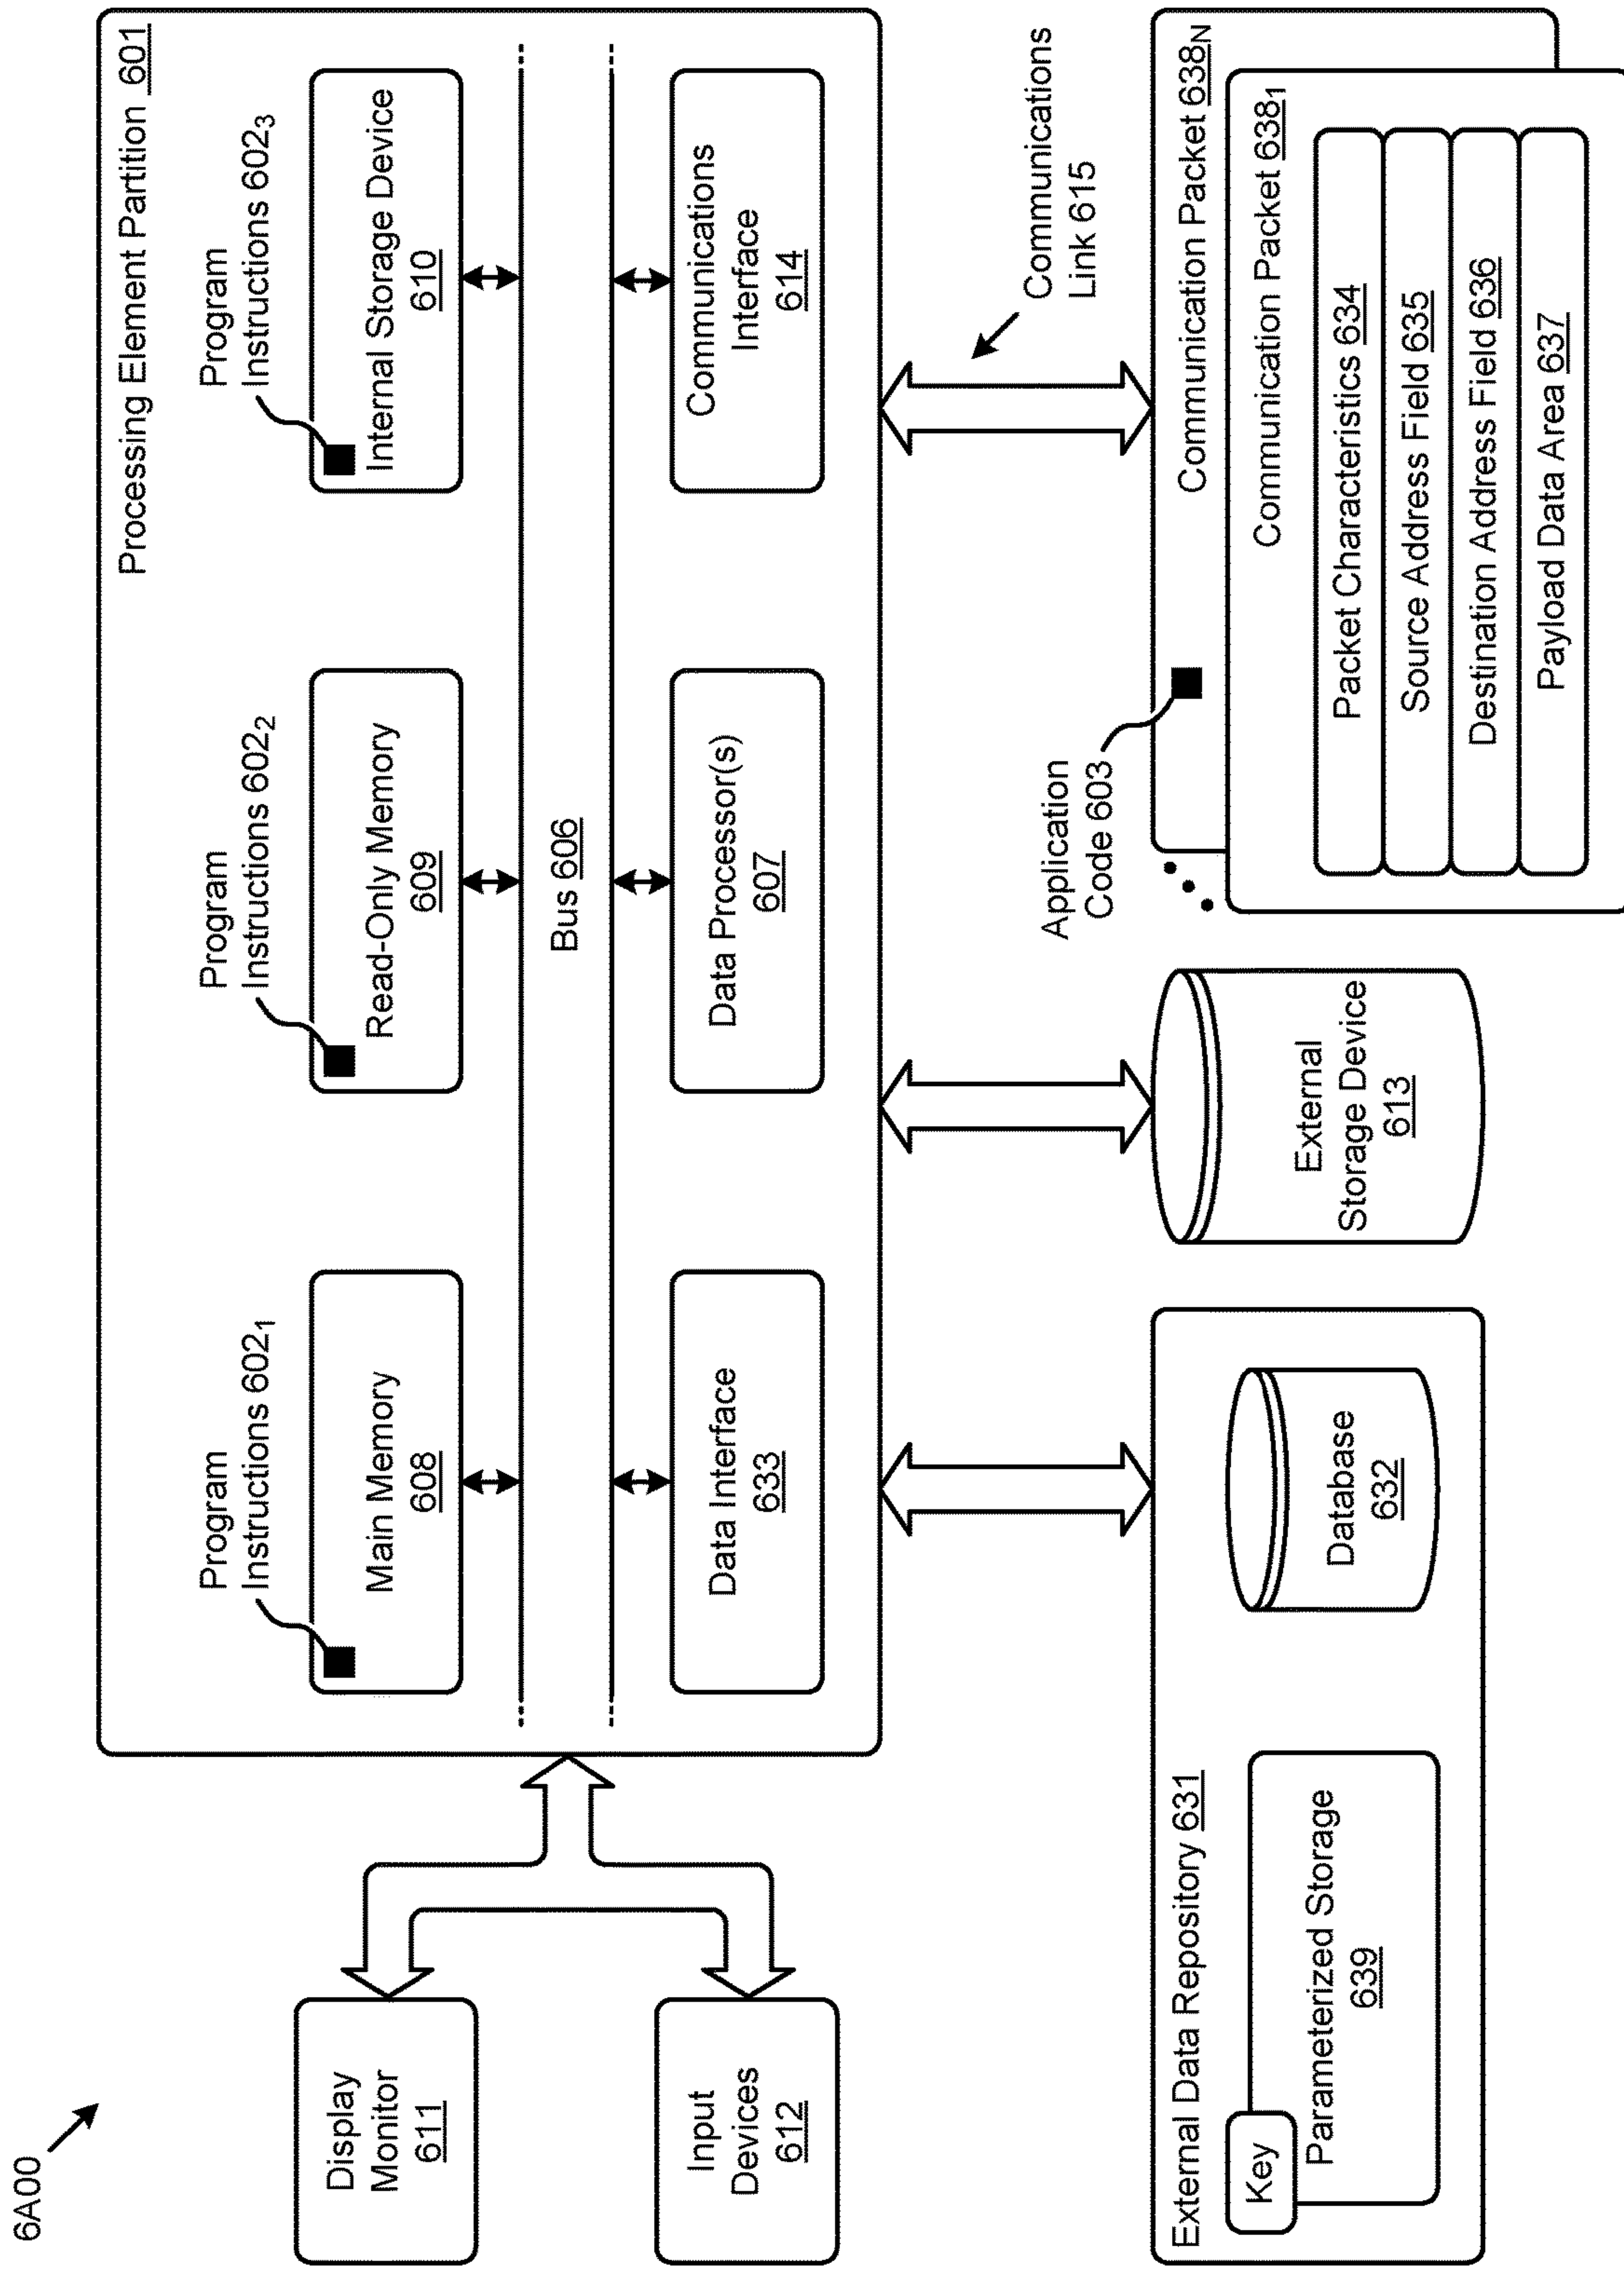 6A00
Processing Element Partition 601
Program
Instructions 602₁
Program
Instructions 602₂
Program
Instructions 602₃
Main Memory
608
Read-Only Memory
609
Internal Storage Device
610
Display
Monitor
611
Bus 606
Input
Devices
612
Data Interface
633
Data Processor(s)
607
Communications
Interface
614
Communications
Link 615
Application
Code 603
External Data Repository 631
Key
Parameterized Storage
639
Database
632
External
Storage Device
613
Communication Packet 638N
Communication Packet 638₁
Packet Characteristics 634
Source Address Field 635
Destination Address Field 636
Payload Data Area 637